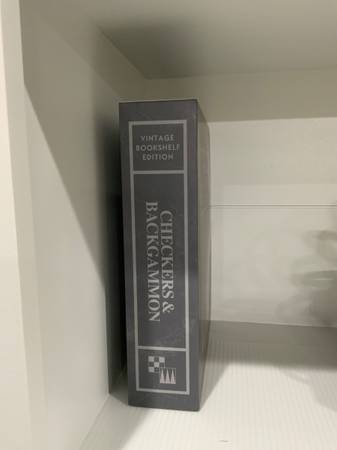 VINTAGE
BOOKSHELF
EDITION
CHECKERS &
BACKGAMMON